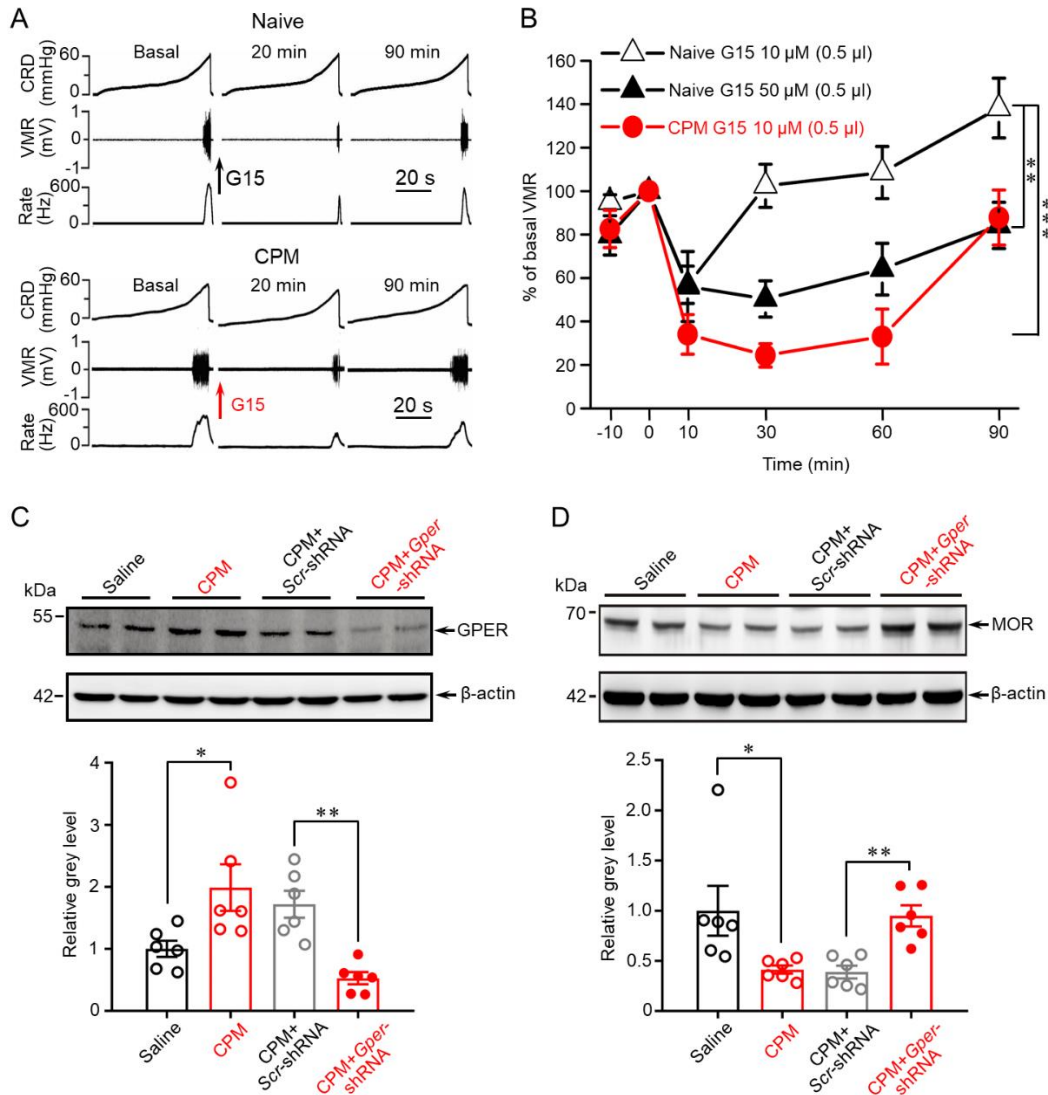 A
Naive
Basal 20 min 90 min
CRD (mmHg)
60
0
VMR (mV)
1
0
-1
G15
Rate (Hz)
600
0
20 s
CPM
Basal 20 min 90 min
CRD (mmHg)
60
0
VMR (mV)
1
0
-1
G15
Rate (Hz)
600
0
20 s
B
Naive G15 10 μM (0.5 μl)
Naive G15 50 μM (0.5 μl)
CPM G15 10 μM (0.5 μl)
% of basal VMR
160
140
120
100
80
60
40
20
0
**
***
-10 0 10 30 60 90
Time (min)
C
Saline
CPM
CPM+
Scr-shRNA
CPM+Gper
-shRNA
kDa
55
GPER
42
β-actin
Relative grey level
4
3
2
1
0
*
**
Saline
CPM
CPM+
Scr-shRNA
CPM+Gper-
shRNA
D
Saline
CPM
CPM+
Scr-shRNA
CPM+Gper
-shRNA
kDa
70
MOR
42
β-actin
Relative grey level
2.5
2.0
1.5
1.0
0.5
0.0
*
**
Saline
CPM
CPM+
Scr-shRNA
CPM+Gper-
shRNA